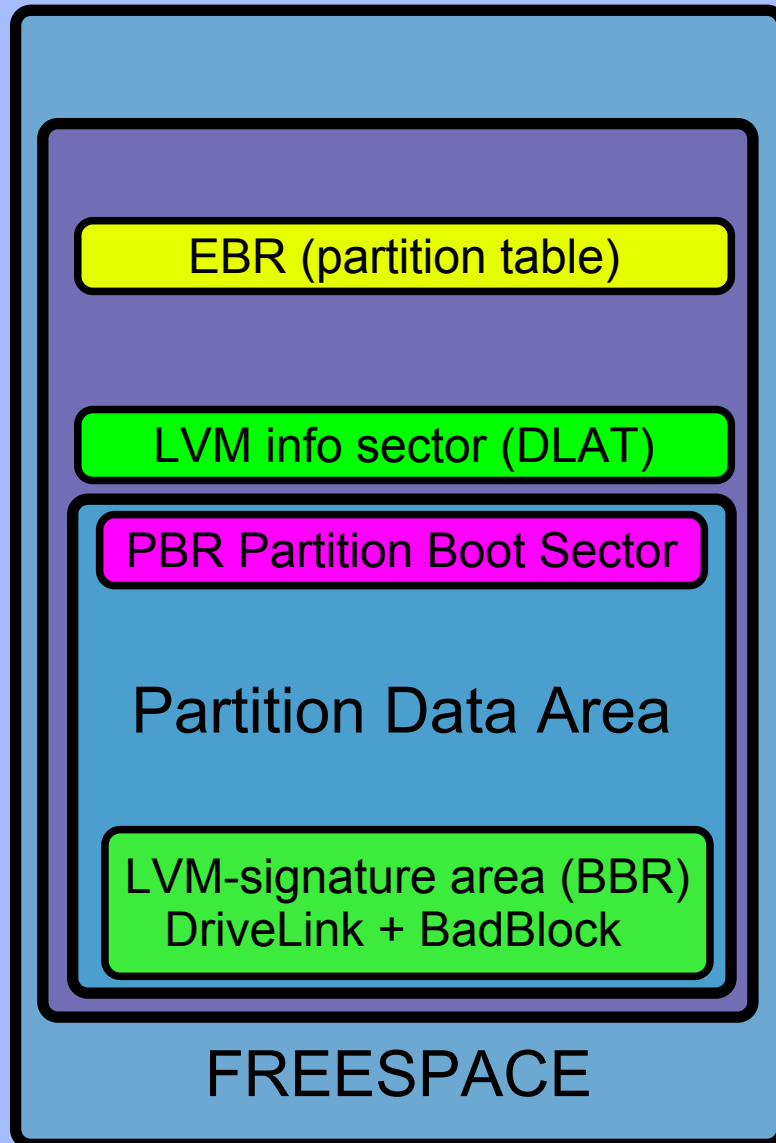 EBR (partition table)
LVM info sector (DLAT)
PBR Partition Boot Sector
Partition Data Area
LVM-signature area (BBR)
DriveLink + BadBlock
FREESPACE